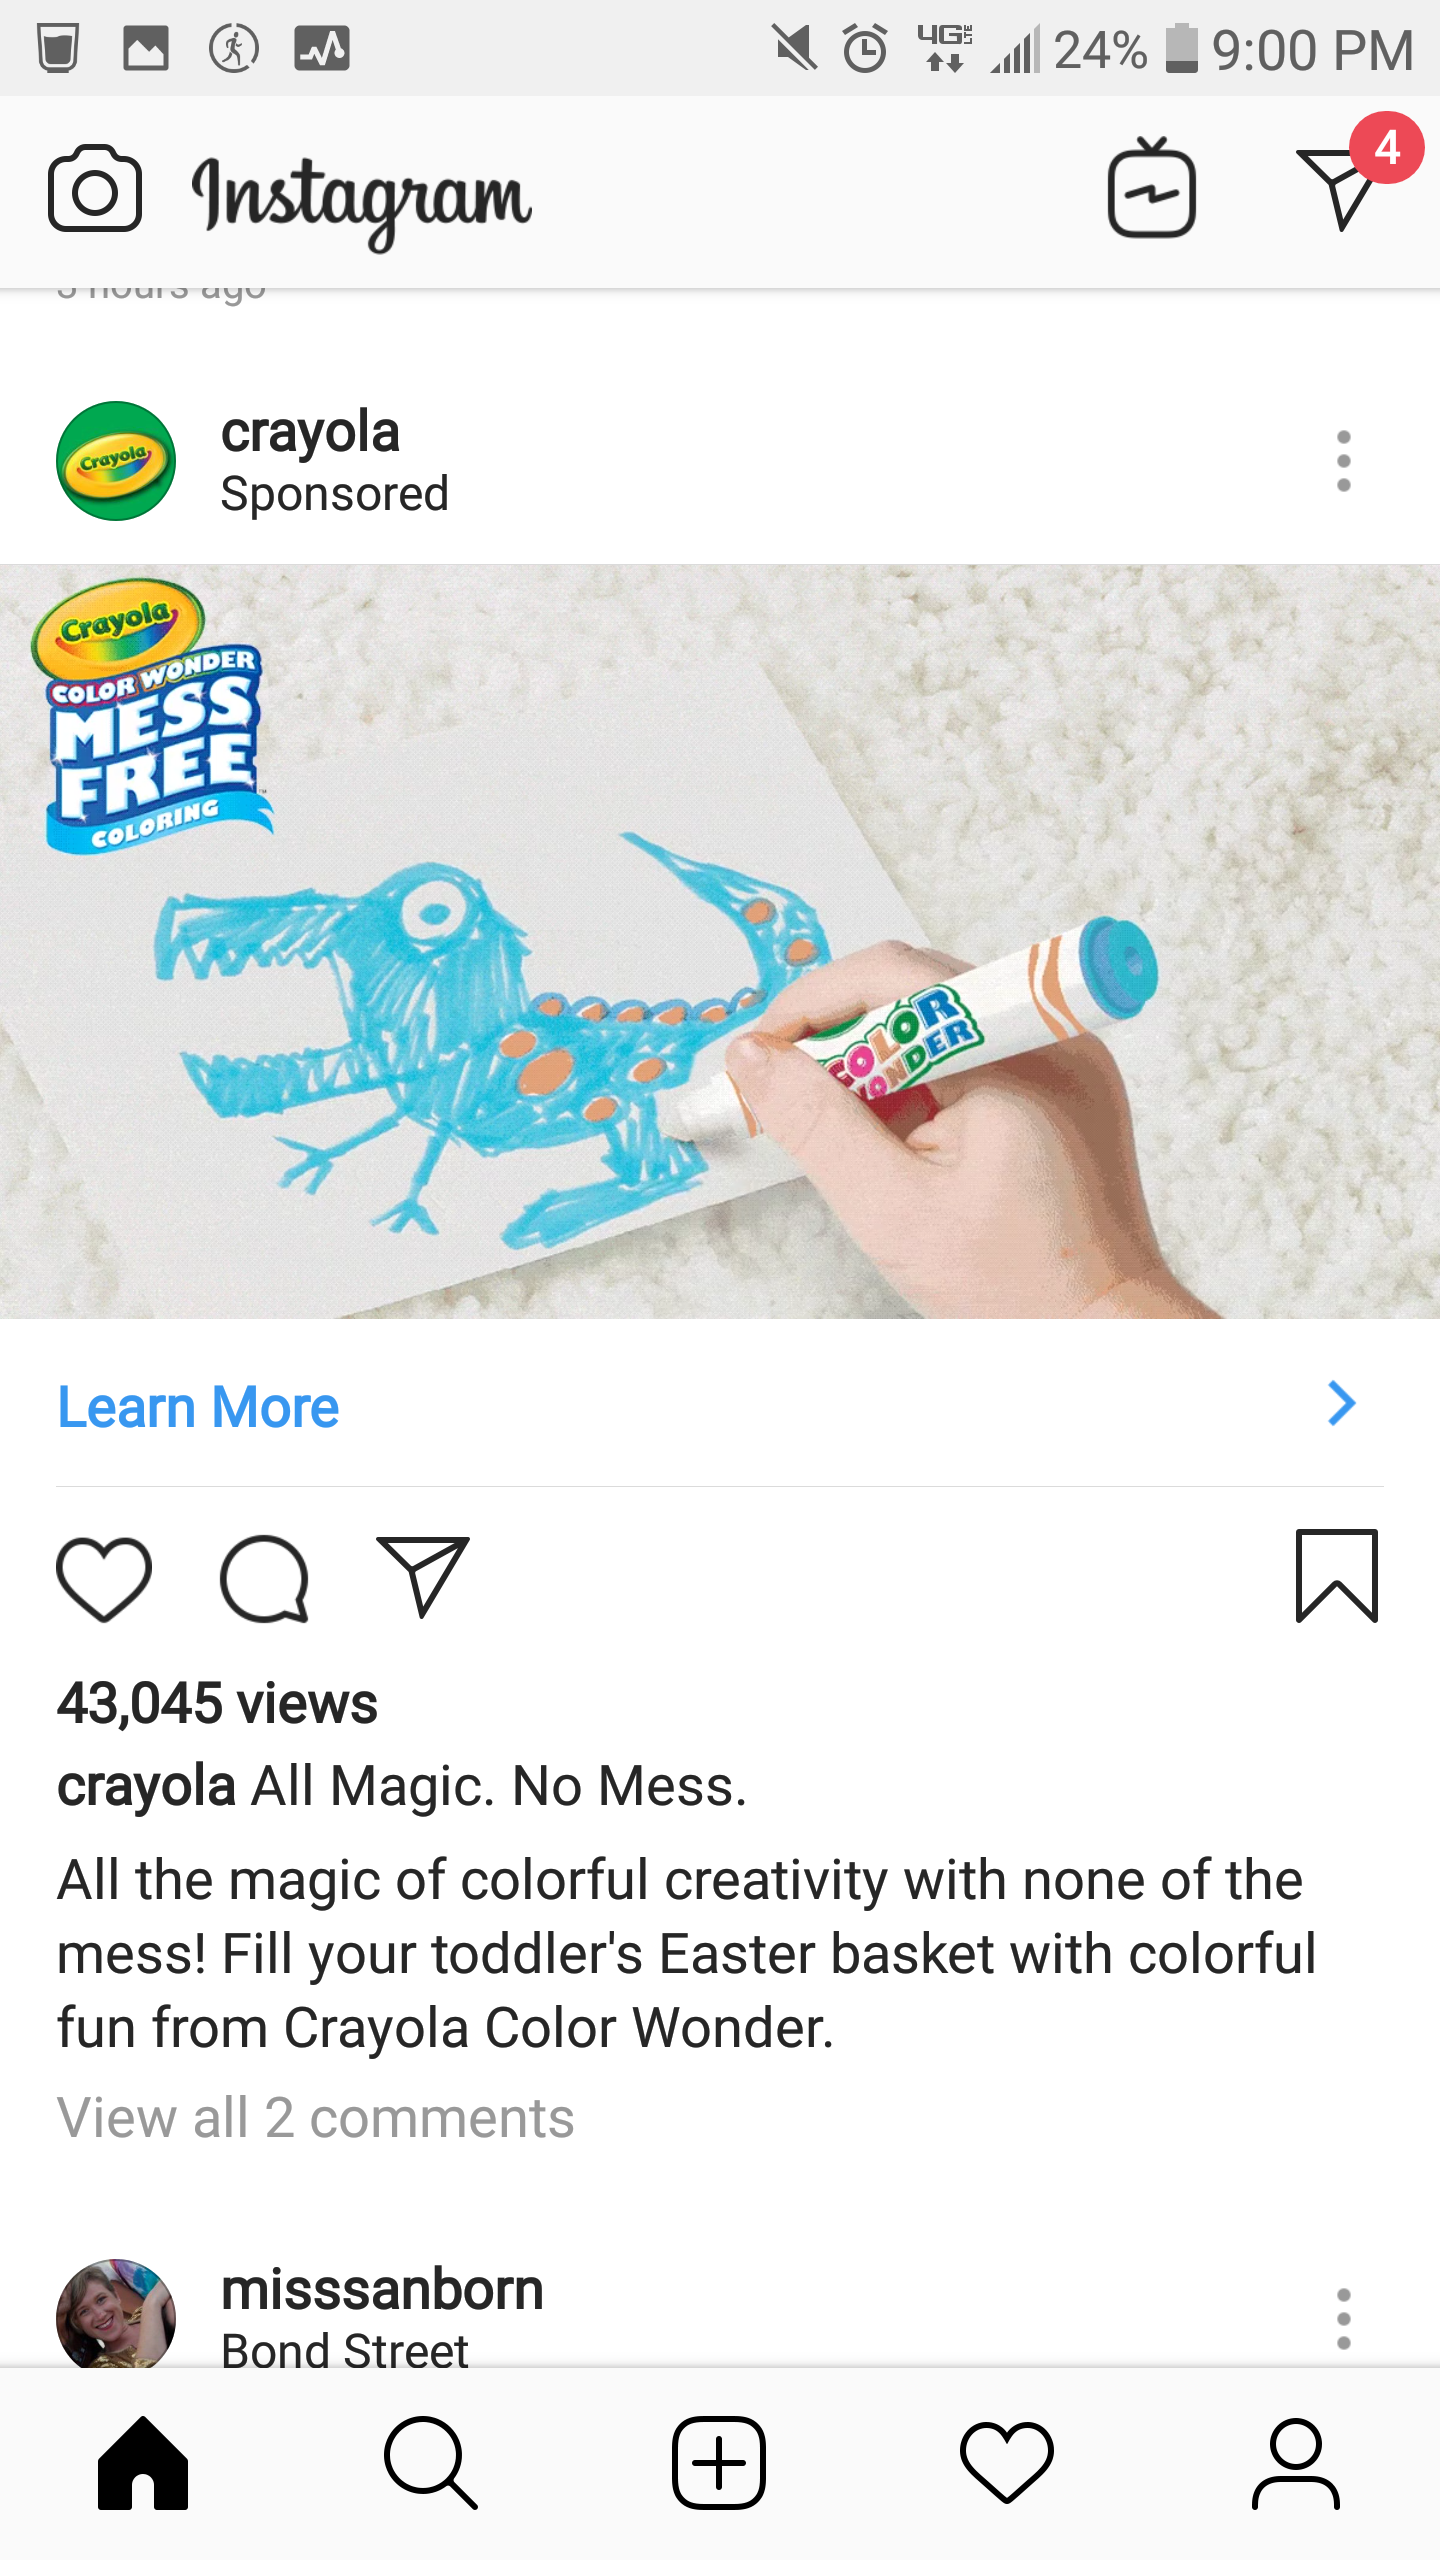 4G LTE 24% 9:00 PM
Instagram
4
hours ago
crayola
Sponsored
Crayola
Crayola
COLOR WONDER
MESS
FREE
™
COLORING
COLOR
WONDER
Learn More
43,045 views
crayola All Magic. No Mess.
All the magic of colorful creativity with none of the
mess! Fill your toddler's Easter basket with colorful
fun from Crayola Color Wonder.
View all 2 comments
misssanborn
Bond Street